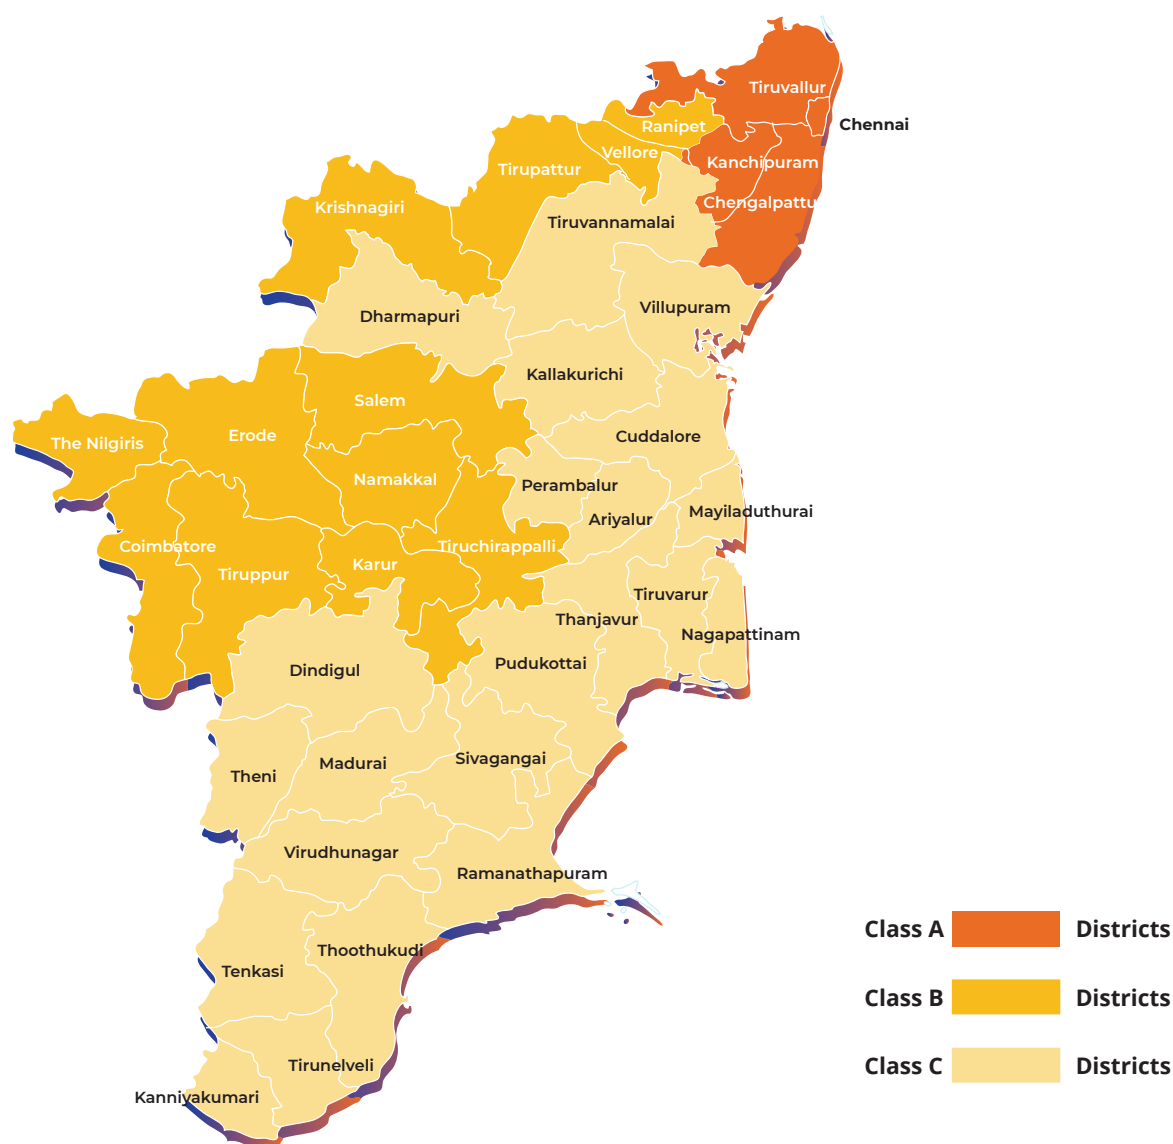 Tiruvallur
Chennai
Ranipet
Vellore
Kanchipuram
Tirupattur
Chengalpattu
Krishnagiri
Tiruvannamalai
Villupuram
Dharmapuri
Kallakurichi
Salem
Erode
Cuddalore
The Nilgiris
Namakkal
Perambalur
Mayiladuthurai
Ariyalur
Coimbatore
Tiruchirappalli
Karur
Tiruppur
Tiruvarur
Thanjavur
Nagapattinam
Pudukottai
Dindigul
Sivagangai
Madurai
Theni
Virudhunagar
Ramanathapuram
Thoothukudi
Tenkasi
Tirunelveli
Kanniyakumari
Class A Districts
Class B Districts
Class C Districts